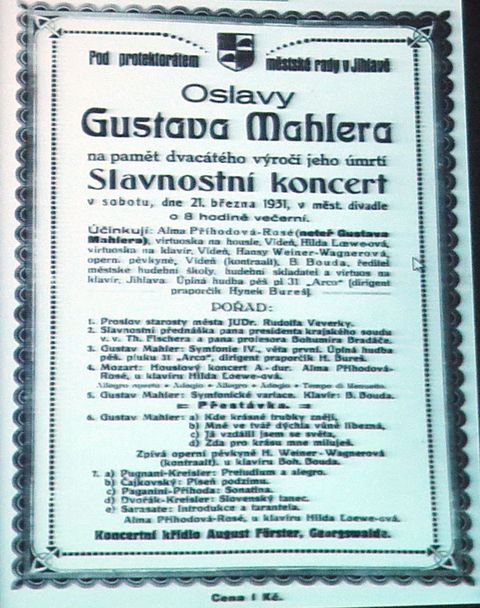 Pod protektorátem městské rady v Jihlavě
Oslavy
Gustava Mahlera
na pamět dvacátého výročí jeho úmrtí
Slavnostní koncert
v sobotu, dne 21. března 1931, v měst. divadle
o 8 hodině večerní.
Účinkují: Alma Příhodová-Rosé (neteř Gustava
Mahlera), virtuoska na housle, Vídeň, Hilda Loewe-ová,
virtuoska na klavír, Vídeň, Hansy Weiner-Wagnerová,
operní pěvkyně, Vídeň (kontraalt), B. Bouda, ředitel
městské hudební školy, hudební skladatel a virtuos na
klavír, Jihlava. Úplná hudba pěš pl 31 „Arco" (dirigent
praporčík Hynek Bureš).
POŘAD:
1. Proslov starosty města JUDr. Rudolfa Veverky.
2. Slavnostní přednáška pana presidenta krajského soudu
v. v. Th. Fischera a pana profesora Bohumíra Bradáče.
3. Gustav Mahler: Symfonie IV., věta první. Úplná hudba
pěš. pluku 31 „Arco", dirigent praporčík H. Bureš.
4. Mozart: Houslový koncert A-dur. Alma Příhodová-
Rosé, u klavíru Hilda Loewe-ová.
Allegro aperto • Adagio • Allegro • Adagio • Tempo di Menuetto.
5. Gustav Mahler: Symfonické variace. Klavír: B. Bouda.
Přestávka.
6. Gustav Mahler: a) Kde krásné trubky znějí,
b) Mně ve tvář dýchla vůně líbezná,
c) Já vzdálil jsem se světa,
d) Zda pro krásu mne miluješ.
Zpívá operní pěvkyně H. Weiner-Wagnerová
(kontraalt), u klavíru Boh. Bouda.
7. a) Pugnani-Kreisler: Preludium a alegro.
b) Čajkovský: Píseň podzimu.
c) Paganini-Příhoda: Sonatina.
d) Dvořák-Kreisler: Slovenský tanec.
e) Sarasate: Introdukce a tarantela.
Alma Příhodová-Rosé, u klavíru Hilda Loewe-ová.
Koncertní křídlo August Förster, Georgswalde.
Cena 1 Kč.